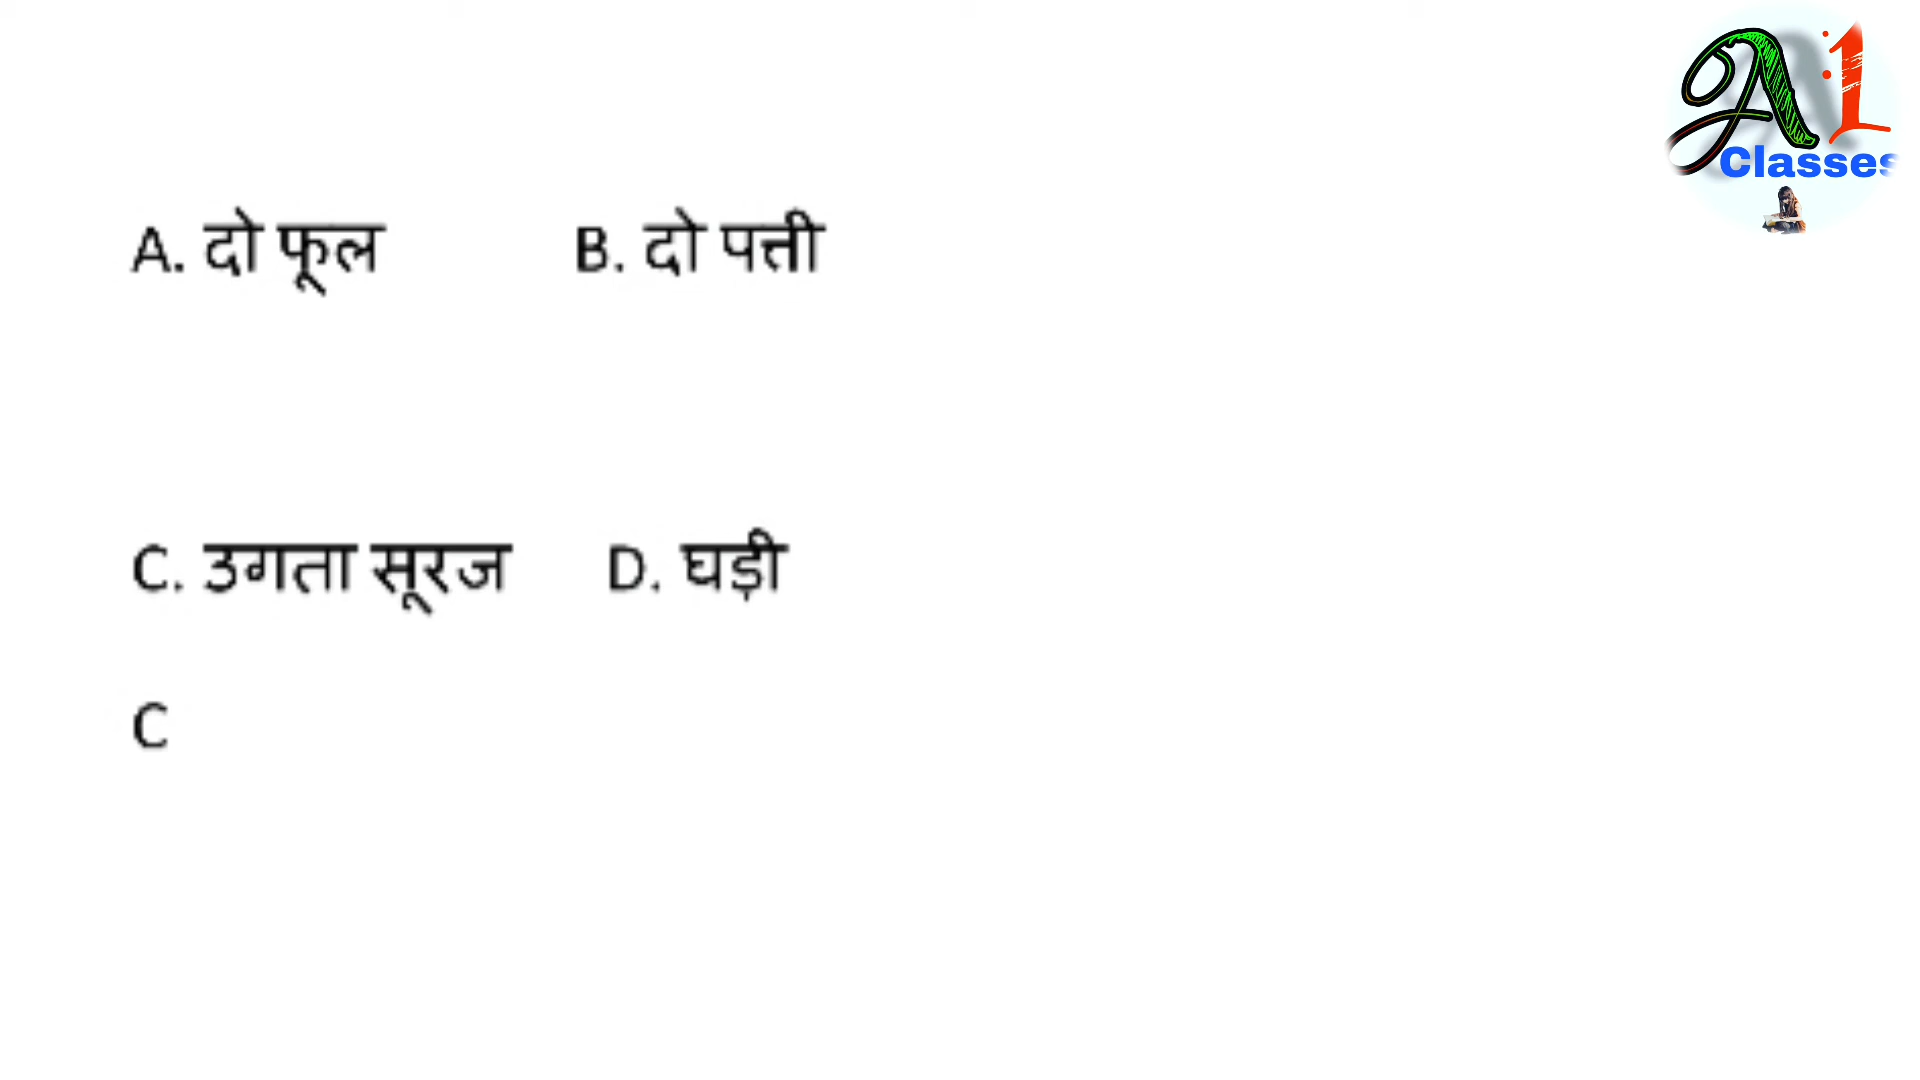 A1
Classes
A. दो फूल B. दो पत्ती
C. उगता सूरज D. घड़ी
C